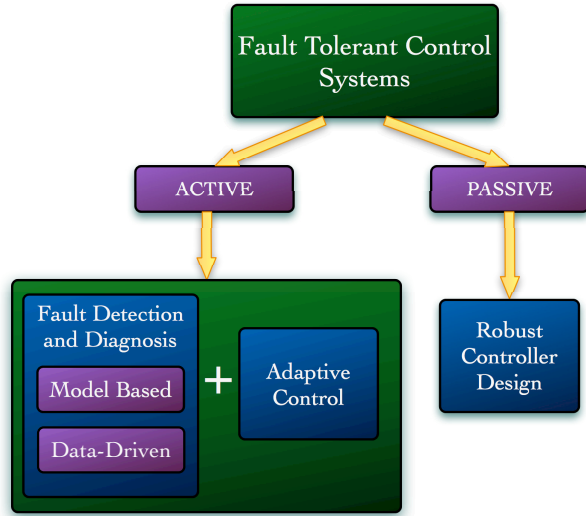 Fault Tolerant Control
Systems
ACTIVE
PASSIVE
Fault Detection
and Diagnosis
Model Based
Data-Driven
+
Adaptive
Control
Robust
Controller
Design